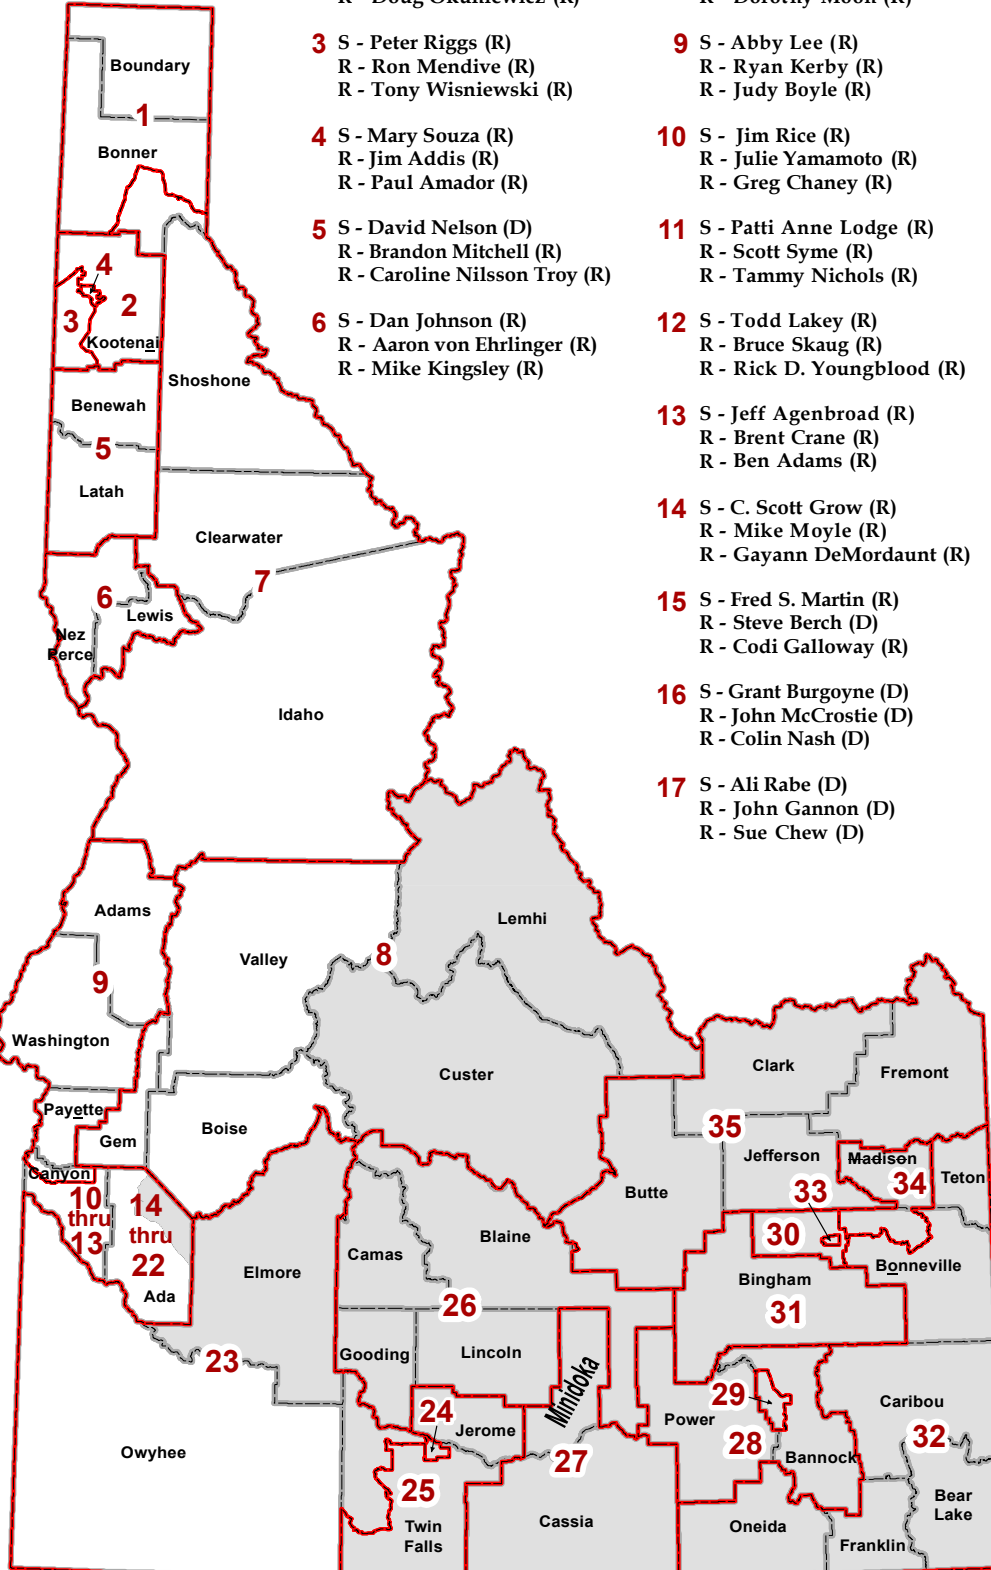 R - Doug Okuniewicz (R)
3 S - Peter Riggs (R)
R - Ron Mendive (R)
R - Tony Wisniewski (R)
4 S - Mary Souza (R)
R - Jim Addis (R)
R - Paul Amador (R)
5 S - David Nelson (D)
R - Brandon Mitchell (R)
R - Caroline Nilsson Troy (R)
6 S - Dan Johnson (R)
R - Aaron von Ehrlinger (R)
R - Mike Kingsley (R)
R - Dorothy Moon (R)
9 S - Abby Lee (R)
R - Ryan Kerby (R)
R - Judy Boyle (R)
10 S - Jim Rice (R)
R - Julie Yamamoto (R)
R - Greg Chaney (R)
11 S - Patti Anne Lodge (R)
R - Scott Syme (R)
R - Tammy Nichols (R)
12 S - Todd Lakey (R)
R - Bruce Skaug (R)
R - Rick D. Youngblood (R)
13 S - Jeff Agenbroad (R)
R - Brent Crane (R)
R - Ben Adams (R)
14 S - C. Scott Grow (R)
R - Mike Moyle (R)
R - Gayann DeMordaunt (R)
15 S - Fred S. Martin (R)
R - Steve Berch (D)
R - Codi Galloway (R)
16 S - Grant Burgoyne (D)
R - John McCrostie (D)
R - Colin Nash (D)
17 S - Ali Rabe (D)
R - John Gannon (D)
R - Sue Chew (D)
Boundary
1
Bonner
4
2
3
Kootenai
Shoshone
Benewah
5
Latah
Clearwater
7
6
Lewis
Nez
Perce
Idaho
Adams
Lemhi
Valley
8
9
Washington
Custer
Clark
Fremont
Payette
Gem
Boise
35
Jefferson
Madison
34
Teton
Canyon
10
thru
13
14
thru
22
Ada
Butte
33
30
Blaine
Camas
Elmore
Bonneville
Bingham
31
26
23
Gooding
Lincoln
Minidoka
24
Jerome
29
Power
28
Bannock
Caribou
32
Owyhee
25
27
Twin
Falls
Cassia
Oneida
Franklin
Bear
Lake